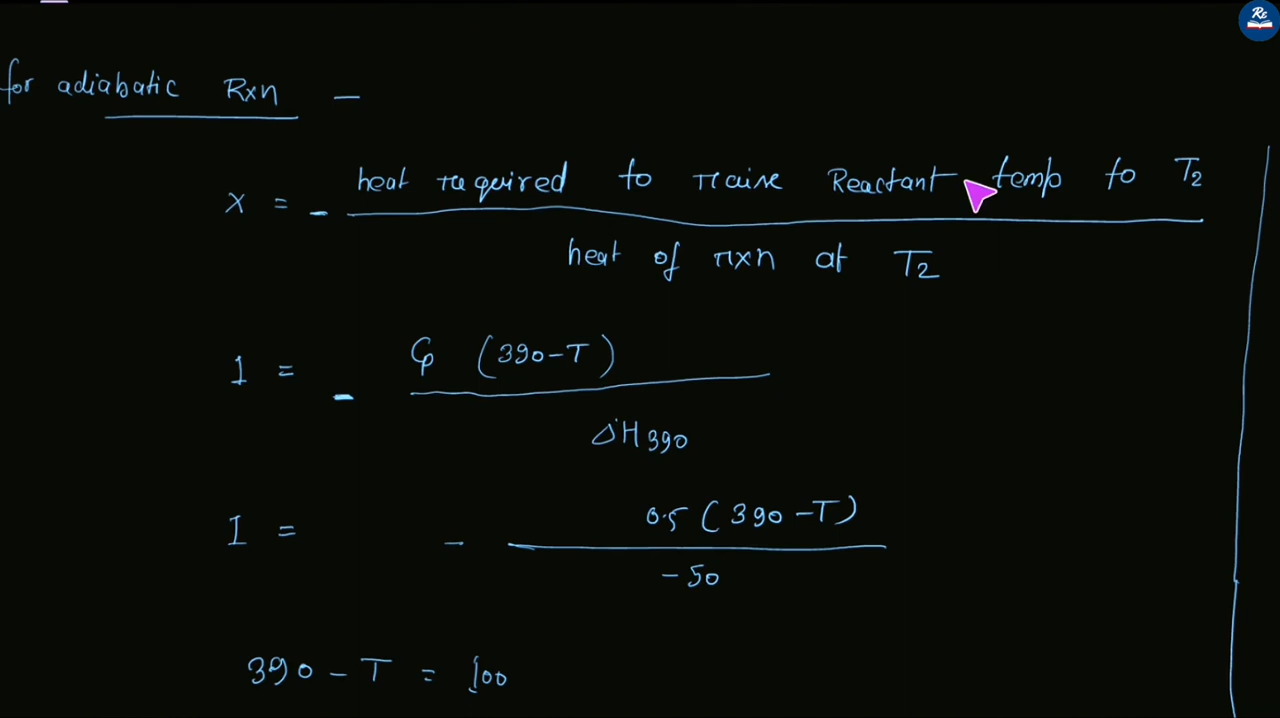 Re
for adiabatic Rxn -
x = - heat required to raise Reactant temp to T2
heat of rxn at T2
1 = - Cp (390-T)
ΔH390
1 = - 0.5 (390-T)
-50
390 - T = 100